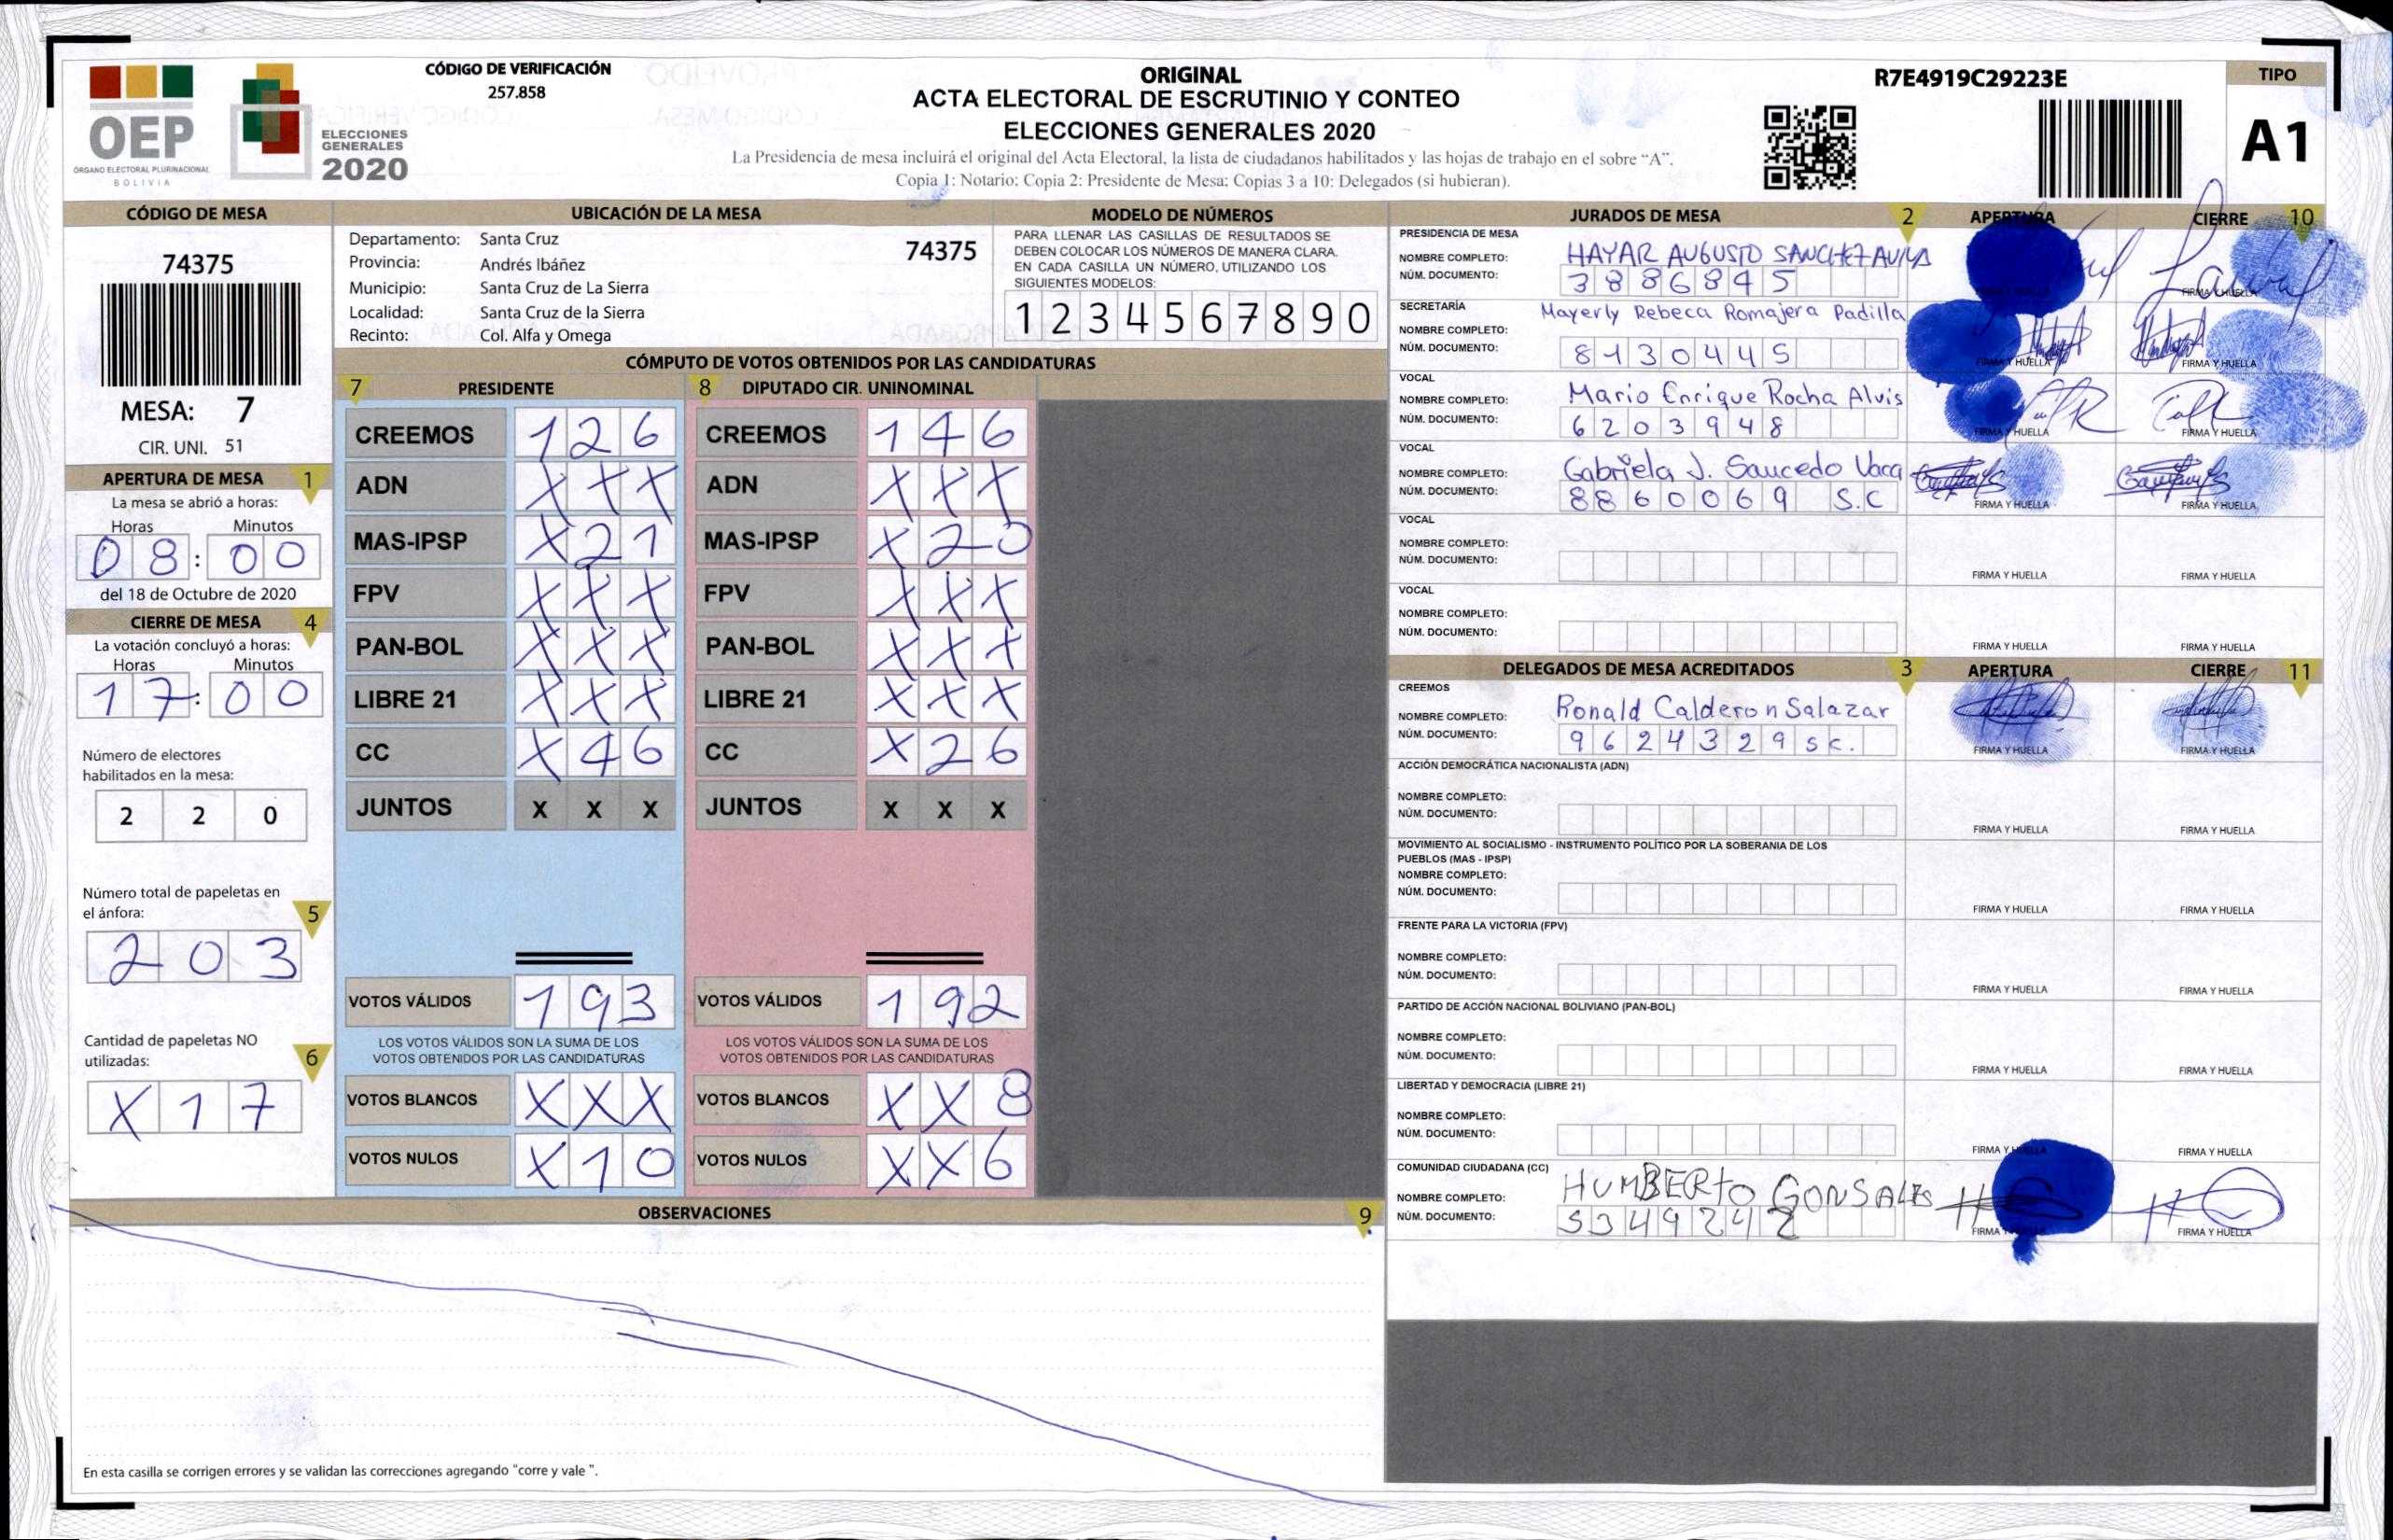 OEP
ÓRGANO ELECTORAL PLURINACIONAL
BOLIVIA
ELECCIONES
GENERALES
2020
CÓDIGO DE VERIFICACIÓN
257.858
ORIGINAL
ACTA ELECTORAL DE ESCRUTINIO Y CONTEO
ELECCIONES GENERALES 2020
La Presidencia de mesa incluirá el original del Acta Electoral, la lista de ciudadanos habilitados y las hojas de trabajo en el sobre “A”.
Copia 1: Notario; Copia 2: Presidente de Mesa; Copias 3 a 10: Delegados (si hubieran).
R7E4919C29223E
TIPO
A1
CÓDIGO DE MESA
74375
MESA: 7
CIR. UNI. 51
APERTURA DE MESA 1
La mesa se abrió a horas:
Horas Minutos
08:00
del 18 de Octubre de 2020
CIERRE DE MESA 4
La votación concluyó a horas:
Horas Minutos
17:00
Número de electores
habilitados en la mesa:
2 2 0
Número total de papeletas en
el ánfora: 5
2 0 3
Cantidad de papeletas NO
utilizadas: 6
X 1 7
UBICACIÓN DE LA MESA
Departamento: Santa Cruz 74375
Provincia: Andrés Ibáñez
Municipio: Santa Cruz de La Sierra
Localidad: Santa Cruz de la Sierra
Recinto: Col. Alfa y Omega
MODELO DE NÚMEROS
PARA LLENAR LAS CASILLAS DE RESULTADOS SE
DEBEN COLOCAR LOS NÚMEROS DE MANERA CLARA.
EN CADA CASILLA UN NÚMERO, UTILIZANDO LOS
SIGUIENTES MODELOS:
1 2 3 4 5 6 7 8 9 0
CÓMPUTO DE VOTOS OBTENIDOS POR LAS CANDIDATURAS
7 PRESIDENTE 8 DIPUTADO CIR. UNINOMINAL
CREEMOS 1 2 6 CREEMOS 1 4 6
ADN X X X ADN X X X
MAS-IPSP X 2 1 MAS-IPSP X 2 0
FPV X X X FPV X X X
PAN-BOL X X X PAN-BOL X X X
LIBRE 21 X X X LIBRE 21 X X X
CC X 4 6 CC X 2 6
JUNTOS X X X JUNTOS X X X
VOTOS VÁLIDOS 1 9 3 VOTOS VÁLIDOS 1 9 2
LOS VOTOS VÁLIDOS SON LA SUMA DE LOS LOS VOTOS VÁLIDOS SON LA SUMA DE LOS
VOTOS OBTENIDOS POR LAS CANDIDATURAS VOTOS OBTENIDOS POR LAS CANDIDATURAS
VOTOS BLANCOS X X X VOTOS BLANCOS X X 8
VOTOS NULOS X 1 0 VOTOS NULOS X X 6
OBSERVACIONES 9
En esta casilla se corrigen errores y se validan las correcciones agregando “corre y vale ”.
JURADOS DE MESA 2 APERTURA CIERRE 10
PRESIDENCIA DE MESA
NOMBRE COMPLETO: HAYAR AUGUSTO SANCHEZ AVILA
NÚM. DOCUMENTO: 3886845
FIRMA Y HUELLA FIRMA Y HUELLA
SECRETARÍA
NOMBRE COMPLETO: Mayerly Rebeca Romajera Padilla
NÚM. DOCUMENTO: 8130445
FIRMA Y HUELLA FIRMA Y HUELLA
VOCAL
NOMBRE COMPLETO: Mario Enrique Rocha Alvis
NÚM. DOCUMENTO: 6203948
FIRMA Y HUELLA FIRMA Y HUELLA
VOCAL
NOMBRE COMPLETO: Gabriela J. Saucedo Vaca
NÚM. DOCUMENTO: 8860069 S.C
FIRMA Y HUELLA FIRMA Y HUELLA
VOCAL
NOMBRE COMPLETO:
NÚM. DOCUMENTO:
FIRMA Y HUELLA FIRMA Y HUELLA
VOCAL
NOMBRE COMPLETO:
NÚM. DOCUMENTO:
FIRMA Y HUELLA FIRMA Y HUELLA
DELEGADOS DE MESA ACREDITADOS 3 APERTURA CIERRE 11
CREEMOS
NOMBRE COMPLETO: Ronald Calderon Salazar
NÚM. DOCUMENTO: 9624329 sc.
FIRMA Y HUELLA FIRMA Y HUELLA
ACCIÓN DEMOCRÁTICA NACIONALISTA (ADN)
NOMBRE COMPLETO:
NÚM. DOCUMENTO:
FIRMA Y HUELLA FIRMA Y HUELLA
MOVIMIENTO AL SOCIALISMO - INSTRUMENTO POLÍTICO POR LA SOBERANIA DE LOS
PUEBLOS (MAS - IPSP)
NOMBRE COMPLETO:
NÚM. DOCUMENTO:
FIRMA Y HUELLA FIRMA Y HUELLA
FRENTE PARA LA VICTORIA (FPV)
NOMBRE COMPLETO:
NÚM. DOCUMENTO:
FIRMA Y HUELLA FIRMA Y HUELLA
PARTIDO DE ACCIÓN NACIONAL BOLIVIANO (PAN-BOL)
NOMBRE COMPLETO:
NÚM. DOCUMENTO:
FIRMA Y HUELLA FIRMA Y HUELLA
LIBERTAD Y DEMOCRACIA (LIBRE 21)
NOMBRE COMPLETO:
NÚM. DOCUMENTO:
FIRMA Y HUELLA FIRMA Y HUELLA
COMUNIDAD CIUDADANA (CC)
NOMBRE COMPLETO: HUMBERTO GONSALES
NÚM. DOCUMENTO: 5349242
FIRMA FIRMA Y HUELLA